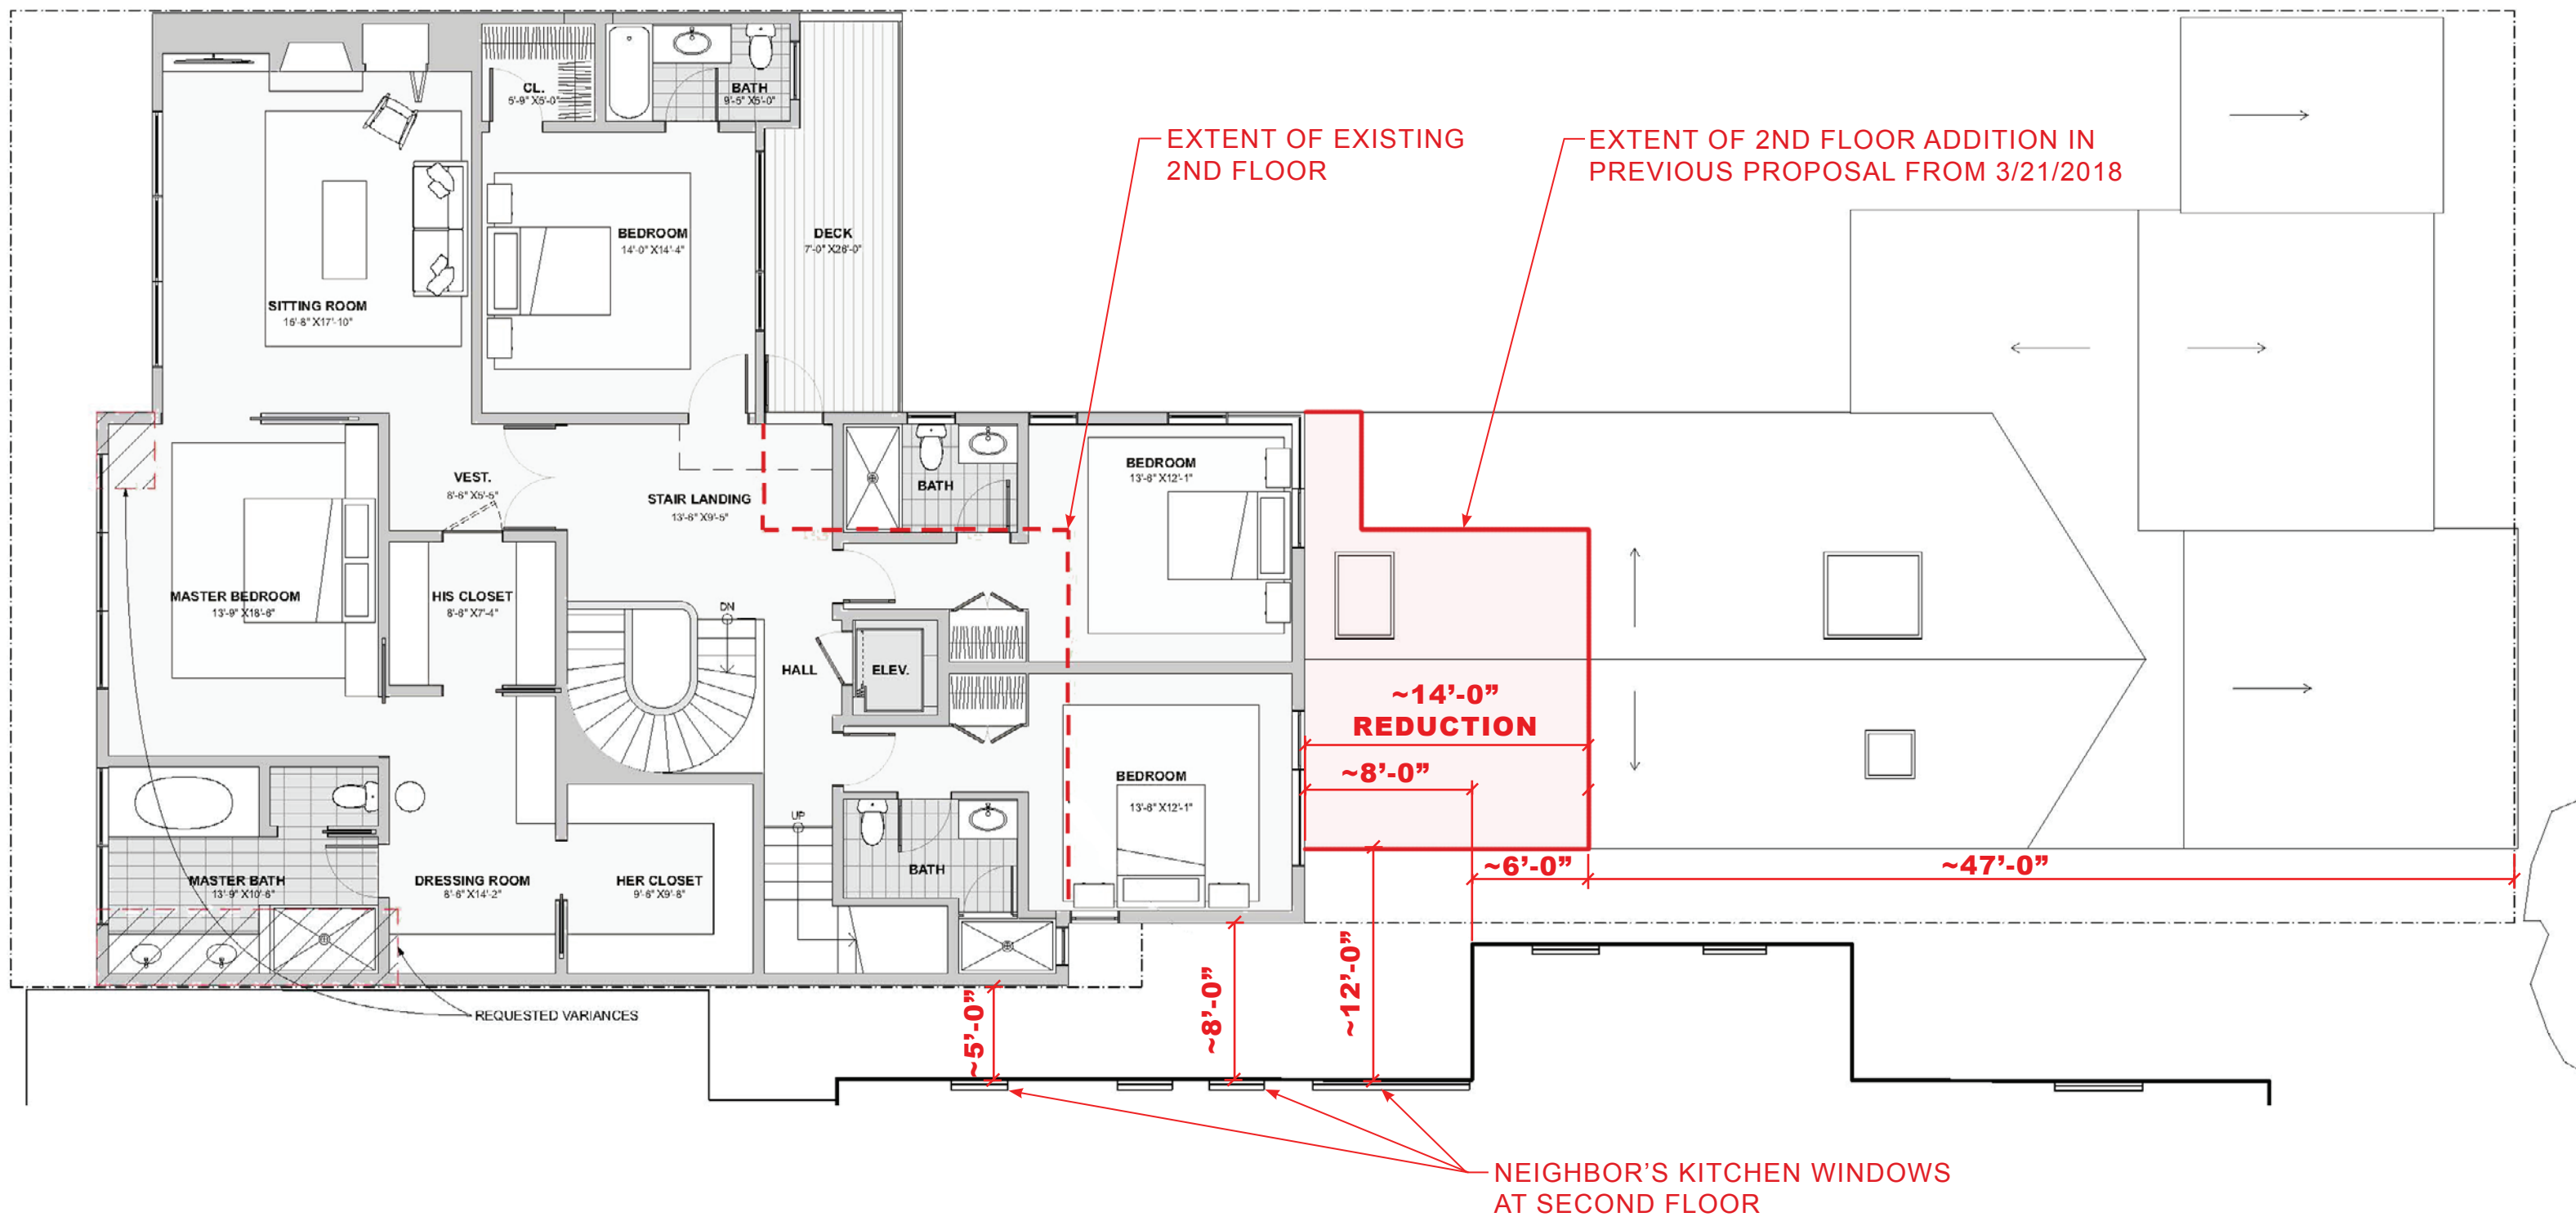 CL.
5'-9" X5'-0"
BATH
9'-5" X5'-0"
EXTENT OF EXISTING
2ND FLOOR
EXTENT OF 2ND FLOOR ADDITION IN
PREVIOUS PROPOSAL FROM 3/21/2018
BEDROOM
14'-0" X14'-4"
DECK
7'-0" X26'-0"
SITTING ROOM
15'-8" X17'-10"
VEST.
8'-6" X5'-5"
STAIR LANDING
13'-6" X9'-5"
BATH
BEDROOM
13'-6" X12'-1"
MASTER BEDROOM
13'-9" X18'-6"
HIS CLOSET
8'-6" X7'-4"
DN
HALL
ELEV.
~14’-0”
REDUCTION
~8’-0”
BEDROOM
13'-6" X12'-1"
UP
BATH
MASTER BATH
13'-9" X10'-6"
DRESSING ROOM
8'-6" X14'-2"
HER CLOSET
9'-6" X9'-8"
~6’-0”
~47’-0”
REQUESTED VARIANCES
~5’-0”
~8’-0”
~12’-0”
NEIGHBOR’S KITCHEN WINDOWS
AT SECOND FLOOR